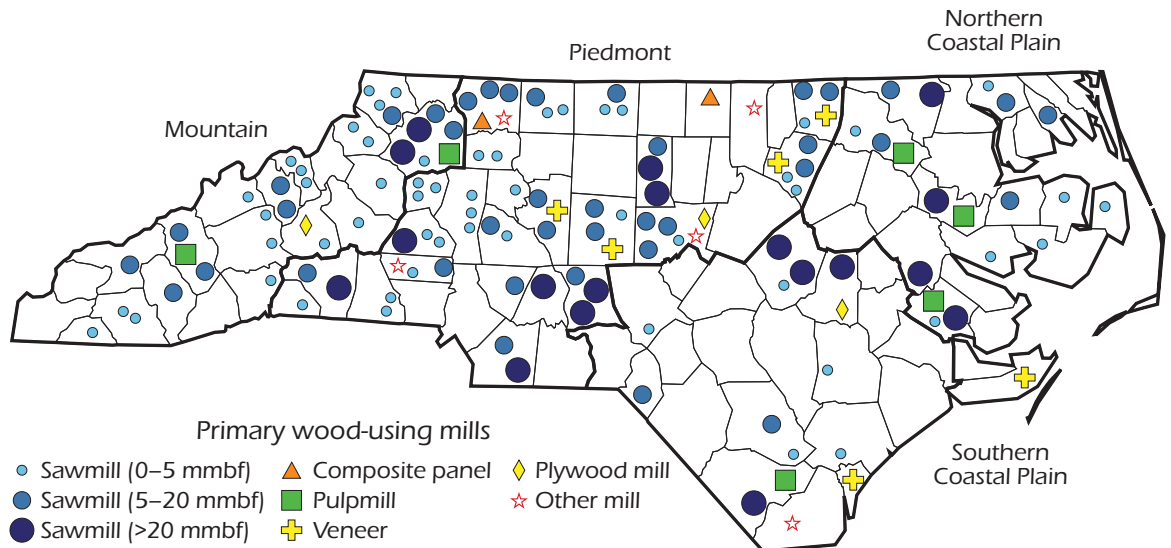 Northern
Coastal Plain
Piedmont
Mountain
Southern
Coastal Plain
Primary wood-using mills
Sawmill (0–5 mmbf)
Composite panel
Plywood mill
Sawmill (5–20 mmbf)
Pulpmill
Other mill
Sawmill (>20 mmbf)
Veneer